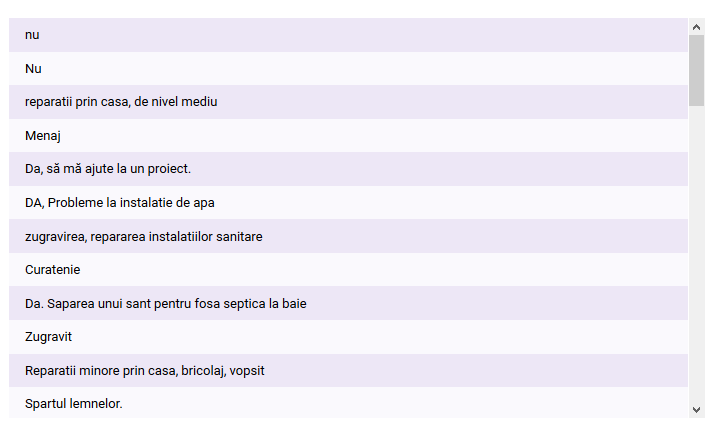 nu
Nu
reparatii prin casa, de nivel mediu
Menaj
Da, să mă ajute la un proiect.
DA, Probleme la instalatie de apa
zugravirea, repararea instalatiilor sanitare
Curatenie
Da. Saparea unui sant pentru fosa septica la baie
Zugravit
Reparatii minore prin casa, bricolaj, vopsit
Spartul lemnelor.